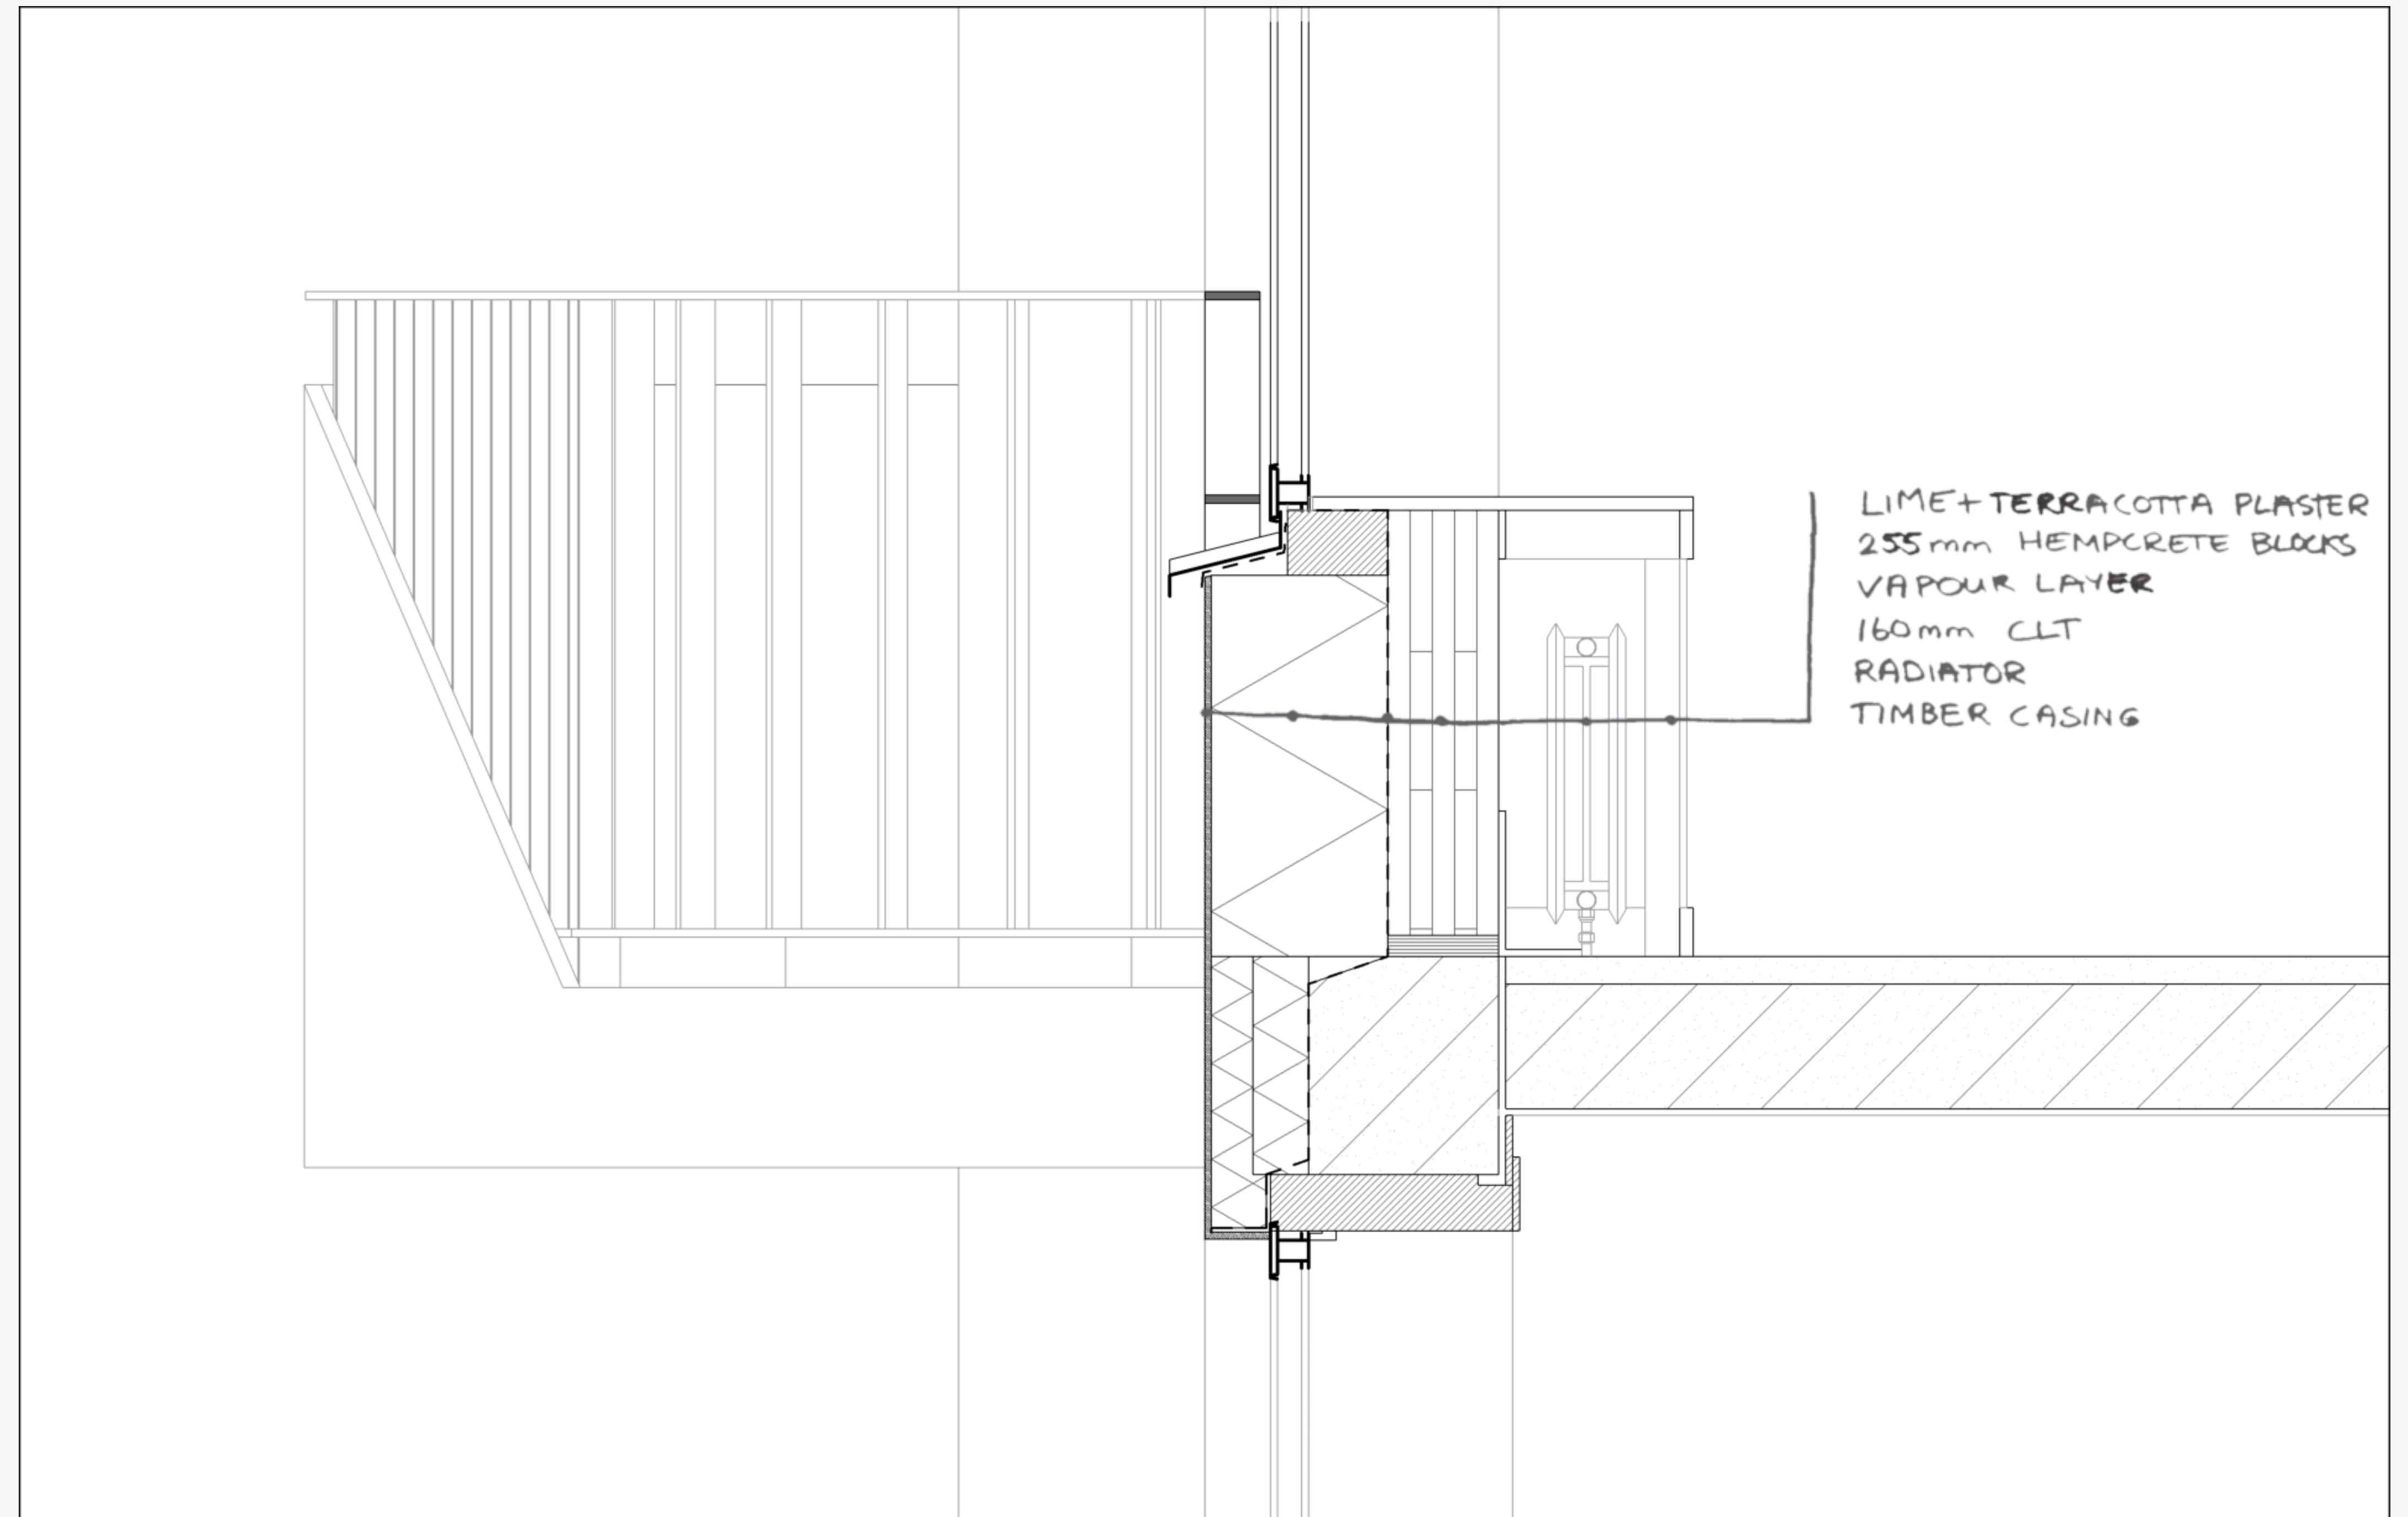 LIME+TERRACOTTA PLASTER
255mm HEMPCRETE BLOCKS
VAPOUR LAYER
160mm CLT
RADIATOR
TIMBER CASING